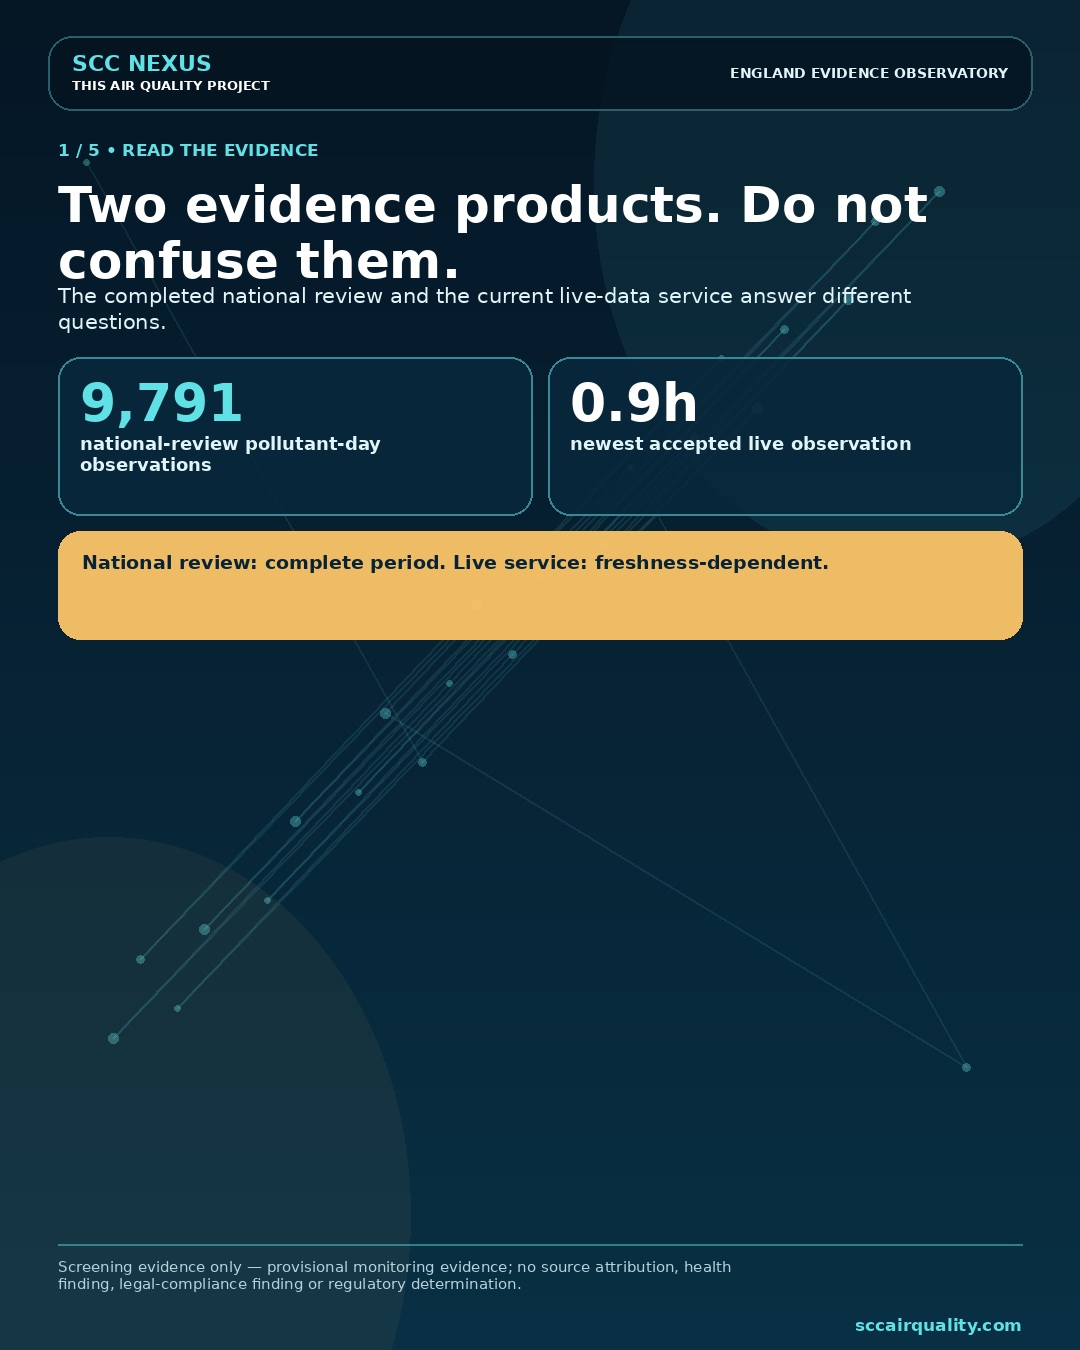 SCC NEXUS
THIS AIR QUALITY PROJECT
ENGLAND EVIDENCE OBSERVATORY
1 / 5 • READ THE EVIDENCE
Two evidence products. Do not
confuse them.
The completed national review and the current live-data service answer different
questions.
9,791
national-review pollutant-day
observations
0.9h
newest accepted live observation
National review: complete period. Live service: freshness-dependent.
Screening evidence only — provisional monitoring evidence; no source attribution, health
finding, legal-compliance finding or regulatory determination.
sccairquality.com